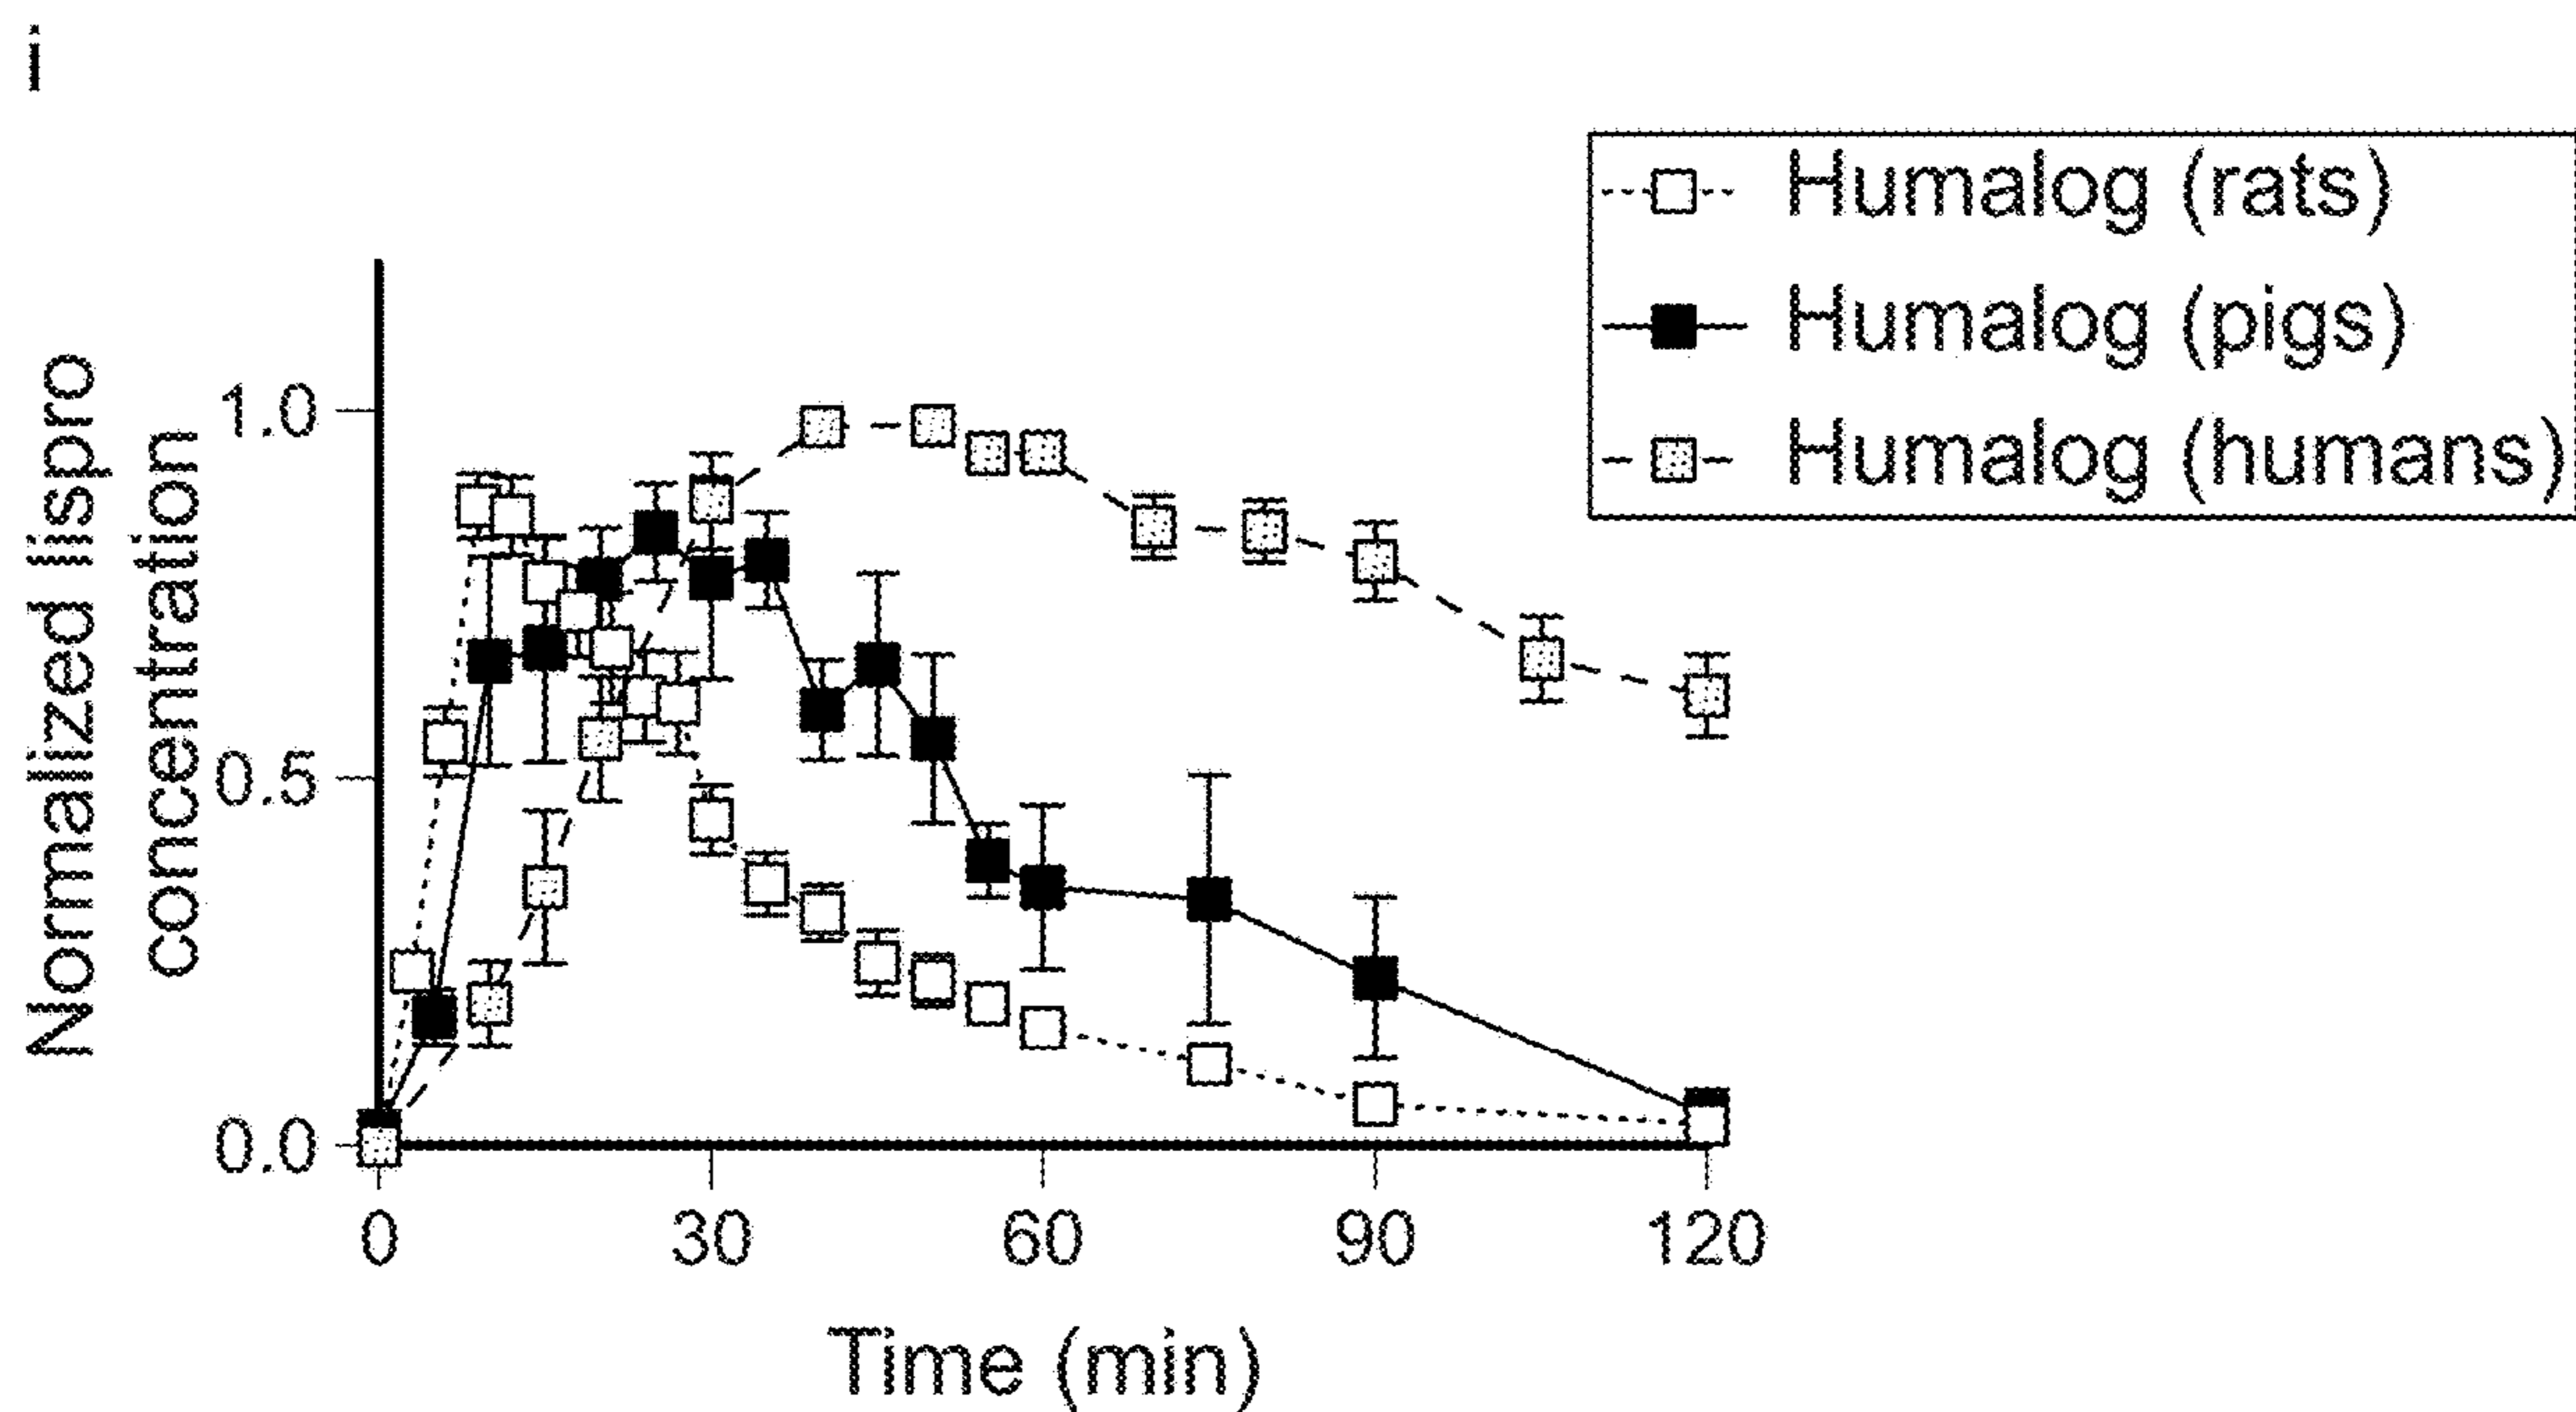 i
Humalog (rats)
Humalog (pigs)
Humalog (humans)
Normalized lispro
concentration
1.0
0.5
0.0
0
30
60
90
120
Time (min)